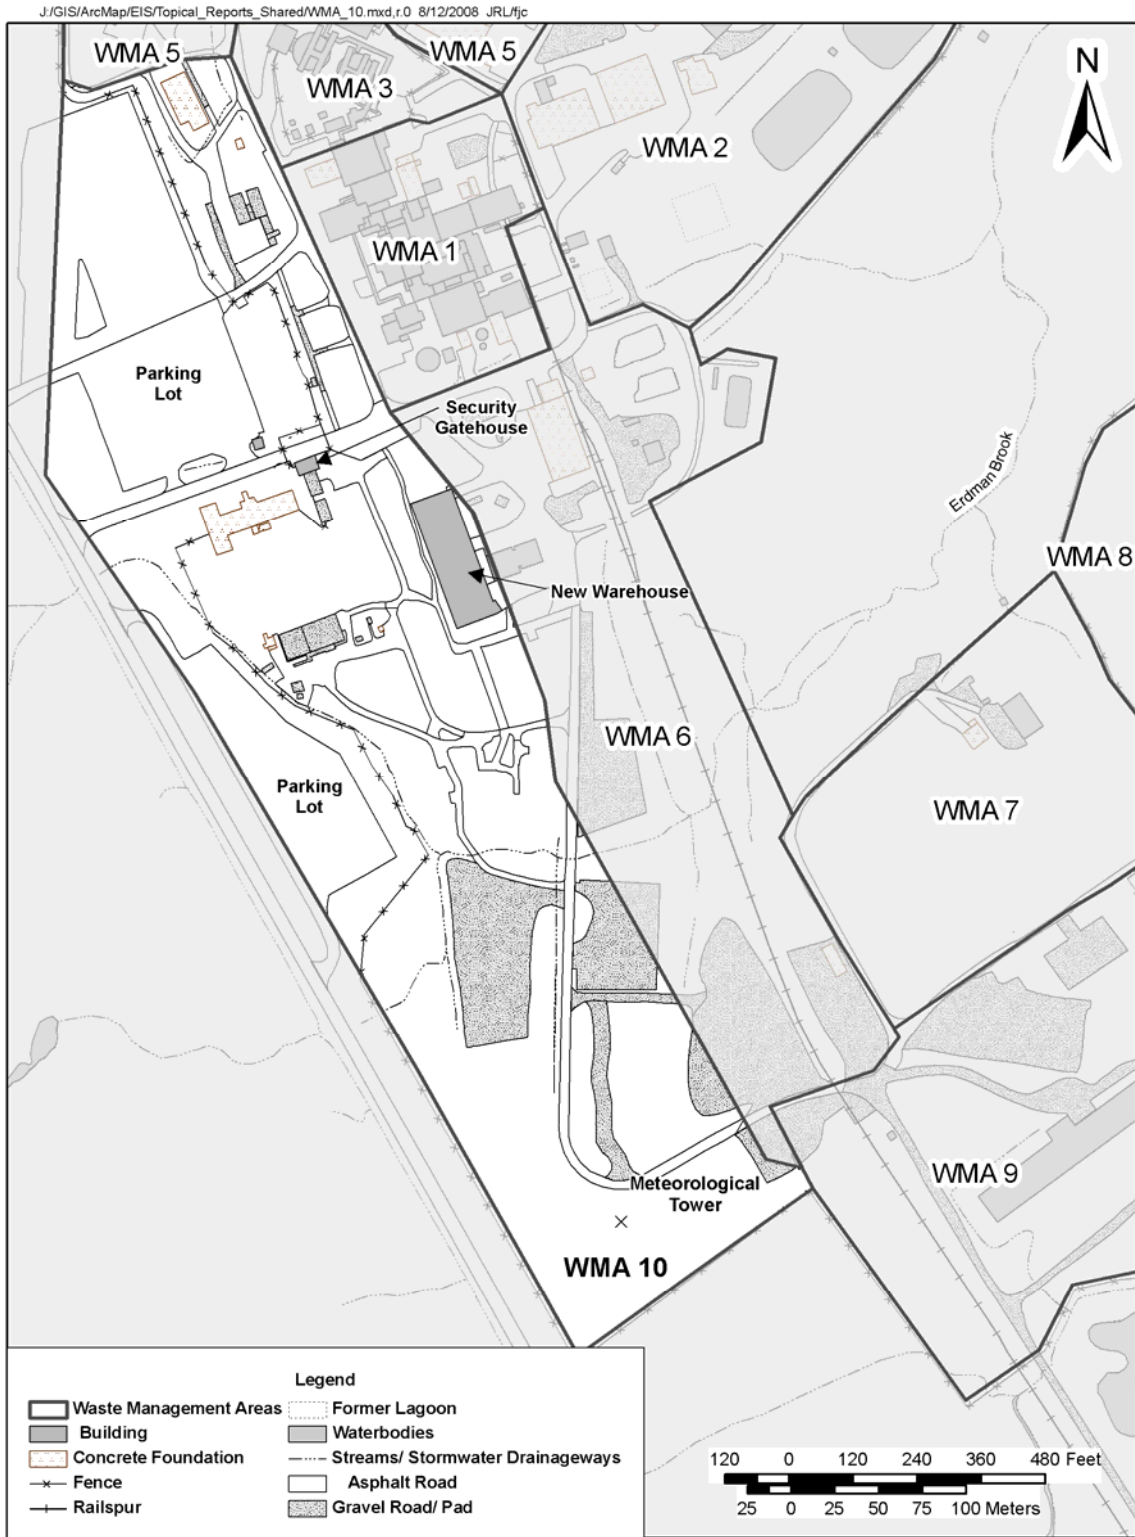 J:/GIS/ArcMap/EIS/Topical_Reports_Shared/WMA_10.mxd,r.0 8/12/2008 JRL/fjc
WMA 5
WMA 5
WMA 3
N
WMA 2
WMA 1
Parking
Lot
Security
Gatehouse
Erdman Brook
WMA 8
New Warehouse
WMA 6
Parking
Lot
WMA 7
WMA 9
Meteorological
Tower
WMA 10
Legend
Waste Management Areas
Former Lagoon
Building
Waterbodies
Concrete Foundation
Streams/ Stormwater Drainageways
Fence
Asphalt Road
Railspur
Gravel Road/ Pad
120 0 120 240 360 480 Feet
25 0 25 50 75 100 Meters